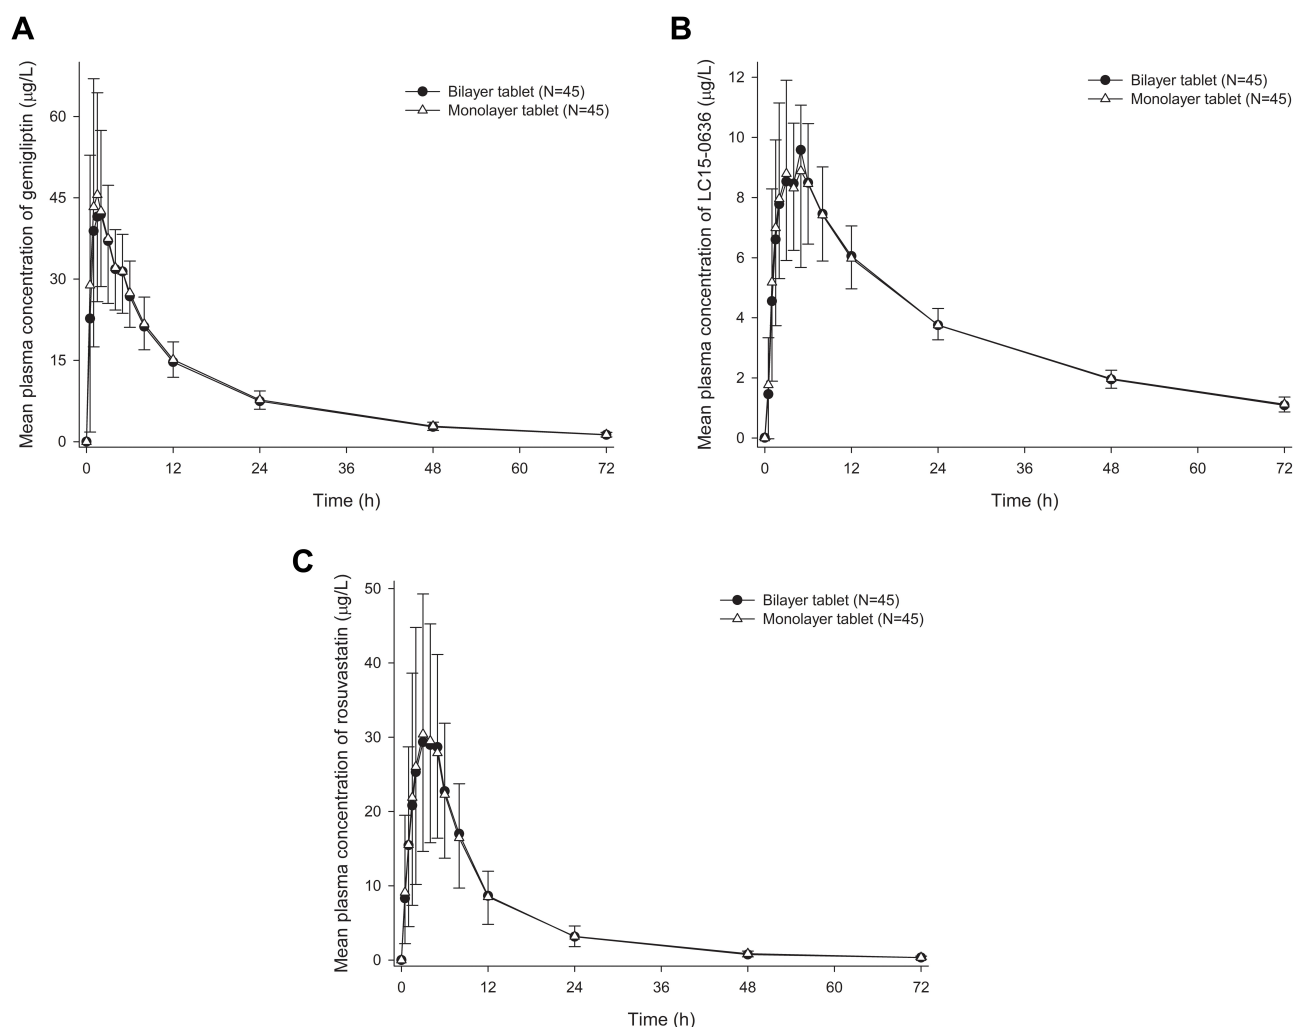 A
Mean plasma concentration of gemigliptin (µg/L)
60
45
30
15
0
Bilayer tablet (N=45)
Monolayer tablet (N=45)
0 12 24 36 48 60 72
Time (h)
B
Mean plasma concentration of LC15-0636 (µg/L)
12
10
8
6
4
2
0
Bilayer tablet (N=45)
Monolayer tablet (N=45)
0 12 24 36 48 60 72
Time (h)
C
Mean plasma concentration of rosuvastatin (µg/L)
50
40
30
20
10
0
Bilayer tablet (N=45)
Monolayer tablet (N=45)
0 12 24 36 48 60 72
Time (h)